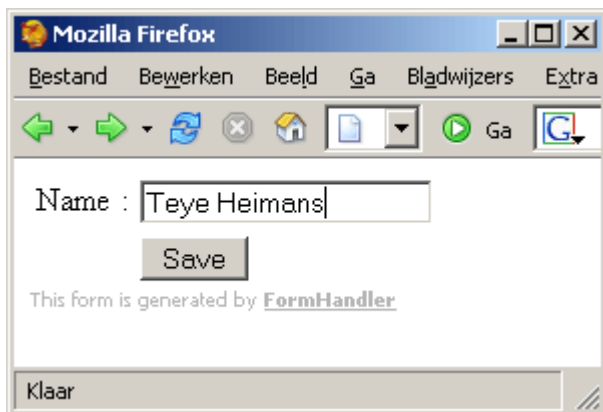 Mozilla Firefox
Bestand Bewerken Beeld Ga Bladwijzers Extra
Ga G
Name : Teye Heimans
Save
This form is generated by FormHandler
Klaar